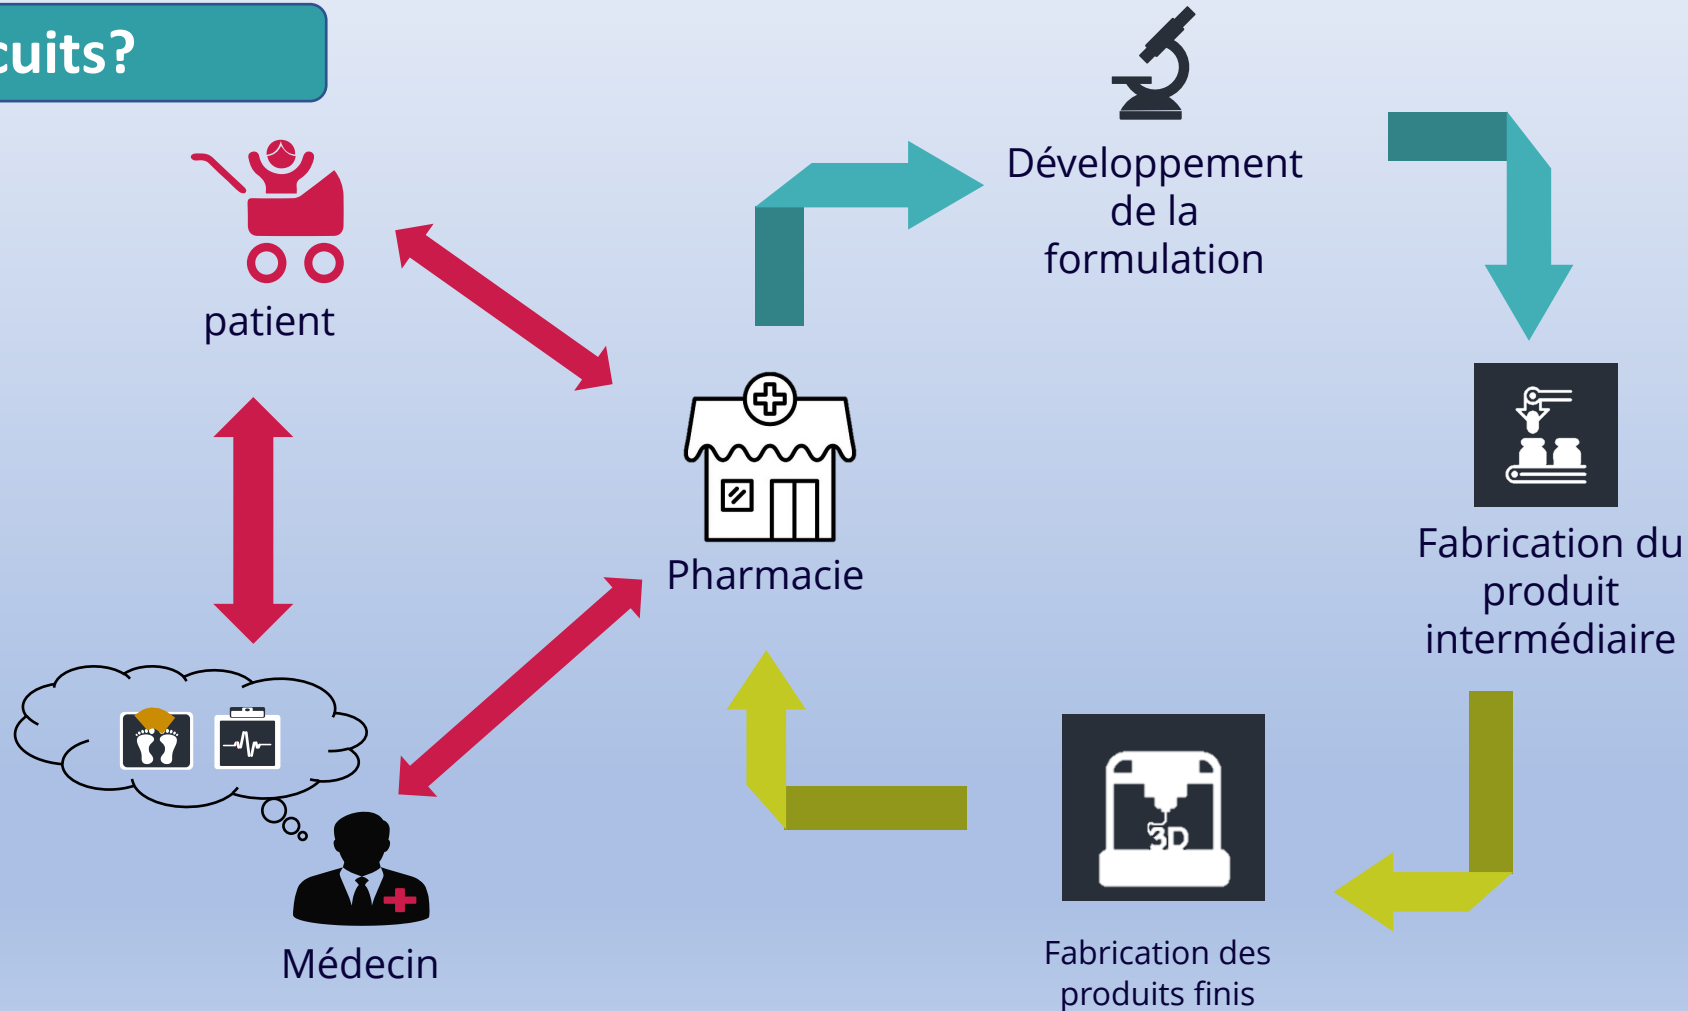 cuits?
Développement
de la
formulation
patient
Pharmacie
Fabrication du
produit
intermédiaire
3D
Médecin
Fabrication des
produits finis